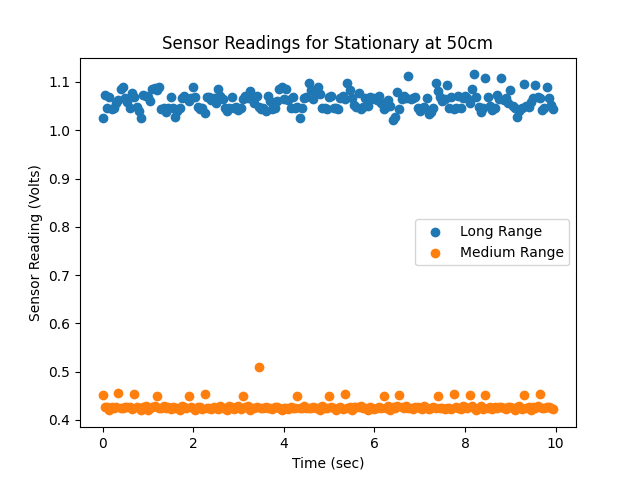 Sensor Readings for Stationary at 50cm
1.1
1.0
0.9
0.8
0.7
0.6
0.5
0.4
Sensor Reading (Volts)
Long Range
Medium Range
0 2 4 6 8 10
Time (sec)